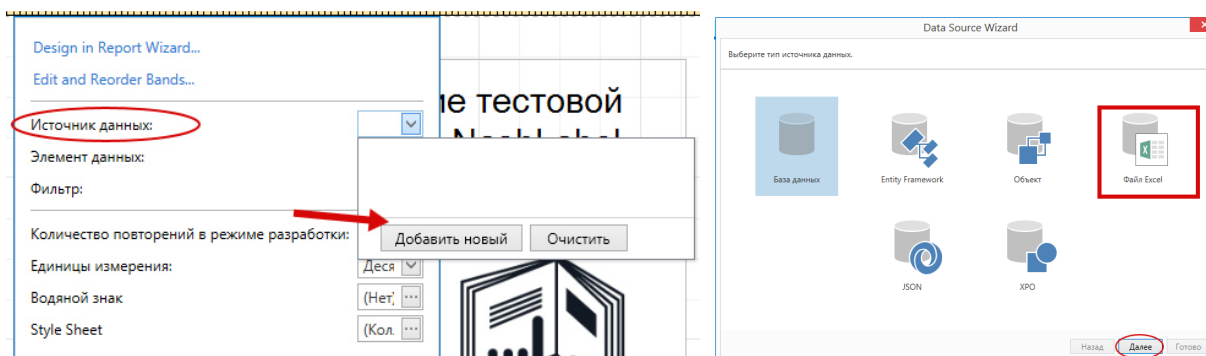 Design in Report Wizard...
Edit and Reorder Bands...
Источник данных:
Элемент данных:
Фильтр:
Количество повторений в режиме разработки:
Единицы измерения:
Деся
Водяной знак
(Нет)
Style Sheet
(Кол.
ие тестовой
Добавить новый
Очистить
Data Source Wizard
Выберите тип источника данных.
База данных
Entity Framework
Объект
Файл Excel
JSON
XPO
Назад
Далее
Готово